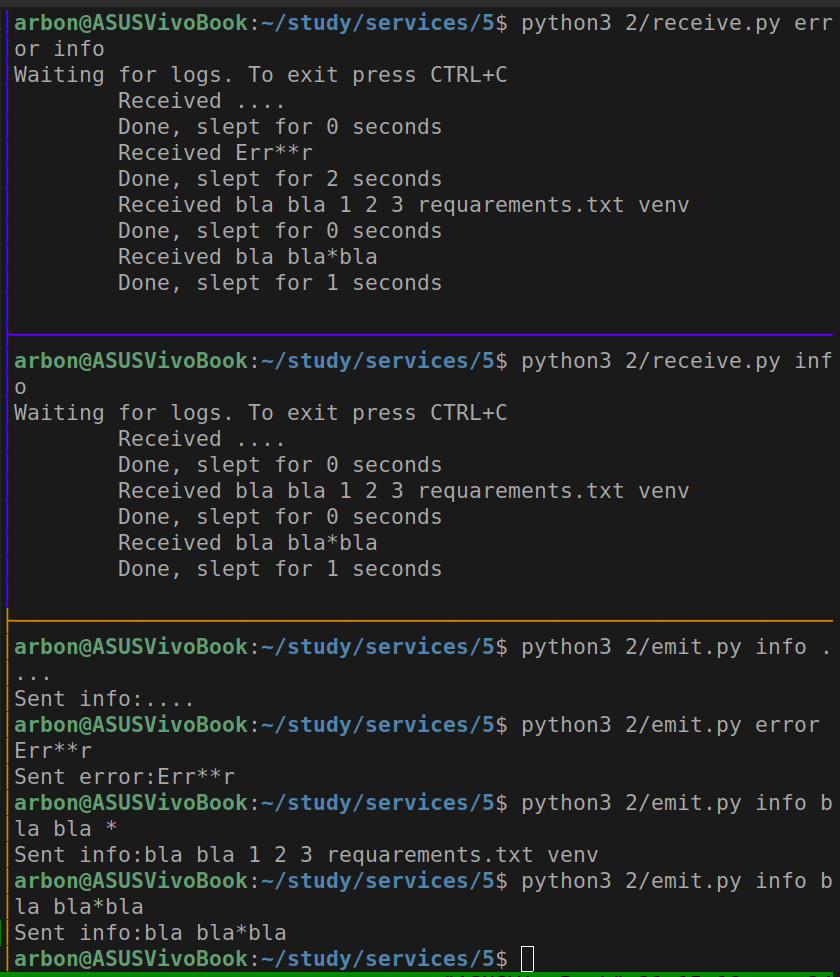 arbon@ASUSVivoBook:~/study/services/5$ python3 2/receive.py err
or info
Waiting for logs. To exit press CTRL+C
Received ....
Done, slept for 0 seconds
Received Err**r
Done, slept for 2 seconds
Received bla bla 1 2 3 requarements.txt venv
Done, slept for 0 seconds
Received bla bla*bla
Done, slept for 1 seconds
arbon@ASUSVivoBook:~/study/services/5$ python3 2/receive.py inf
o
Waiting for logs. To exit press CTRL+C
Received ....
Done, slept for 0 seconds
Received bla bla 1 2 3 requarements.txt venv
Done, slept for 0 seconds
Received bla bla*bla
Done, slept for 1 seconds
arbon@ASUSVivoBook:~/study/services/5$ python3 2/emit.py info .
...
Sent info:....
arbon@ASUSVivoBook:~/study/services/5$ python3 2/emit.py error
Err**r
Sent error:Err**r
arbon@ASUSVivoBook:~/study/services/5$ python3 2/emit.py info b
la bla *
Sent info:bla bla 1 2 3 requarements.txt venv
arbon@ASUSVivoBook:~/study/services/5$ python3 2/emit.py info b
la bla*bla
Sent info:bla bla*bla
arbon@ASUSVivoBook:~/study/services/5$